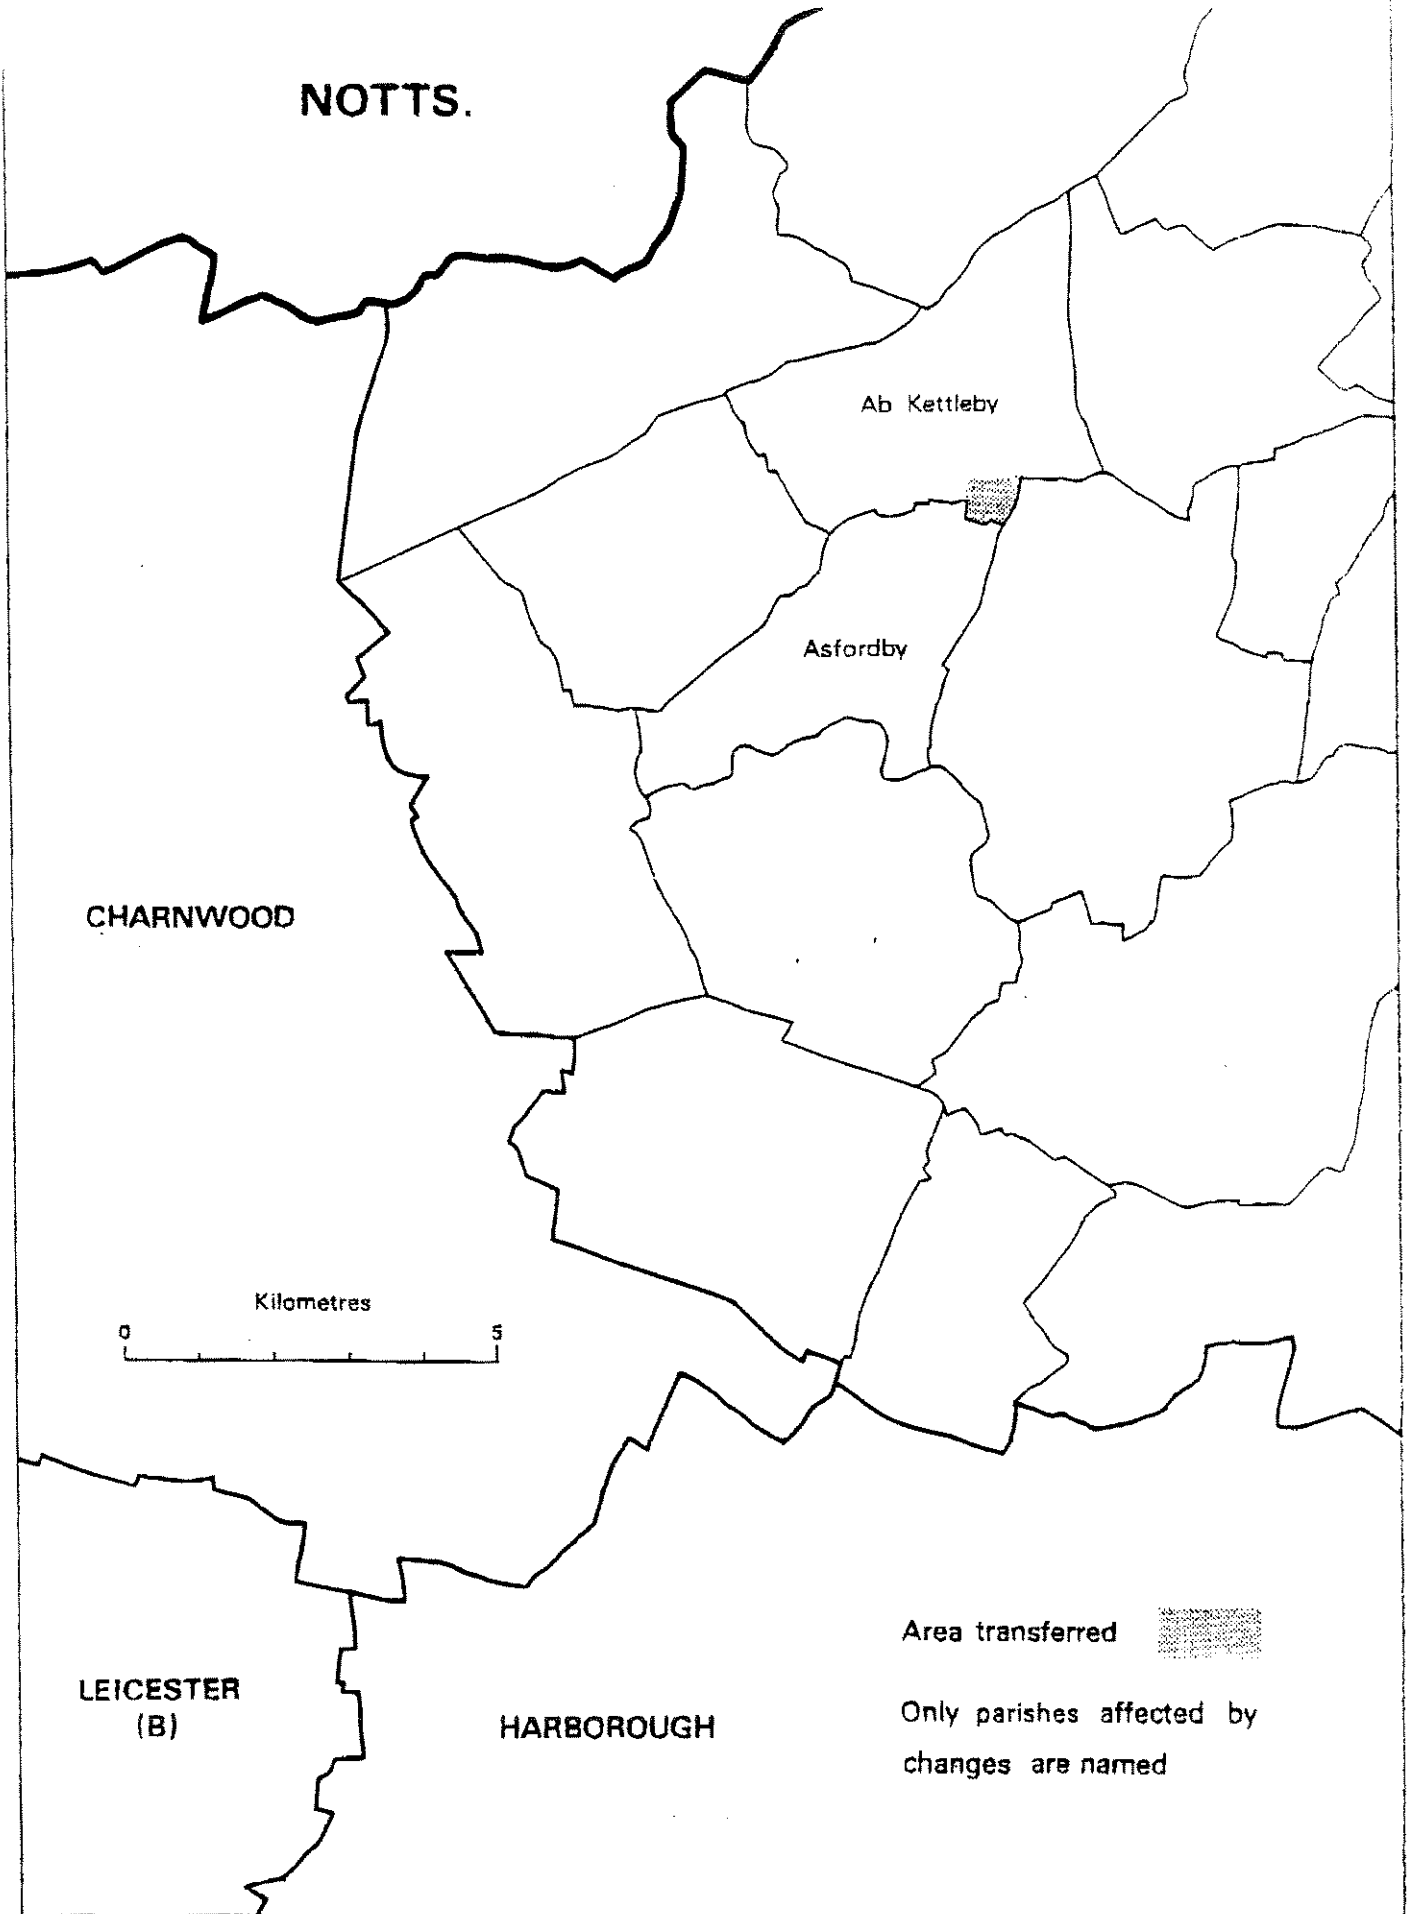 NOTTS.
Ab Kettleby
Asfordby
CHARNWOOD
Kilometres
0 5
Area transferred
LEICESTER
(B)
HARBOROUGH
Only parishes affected by
changes are named